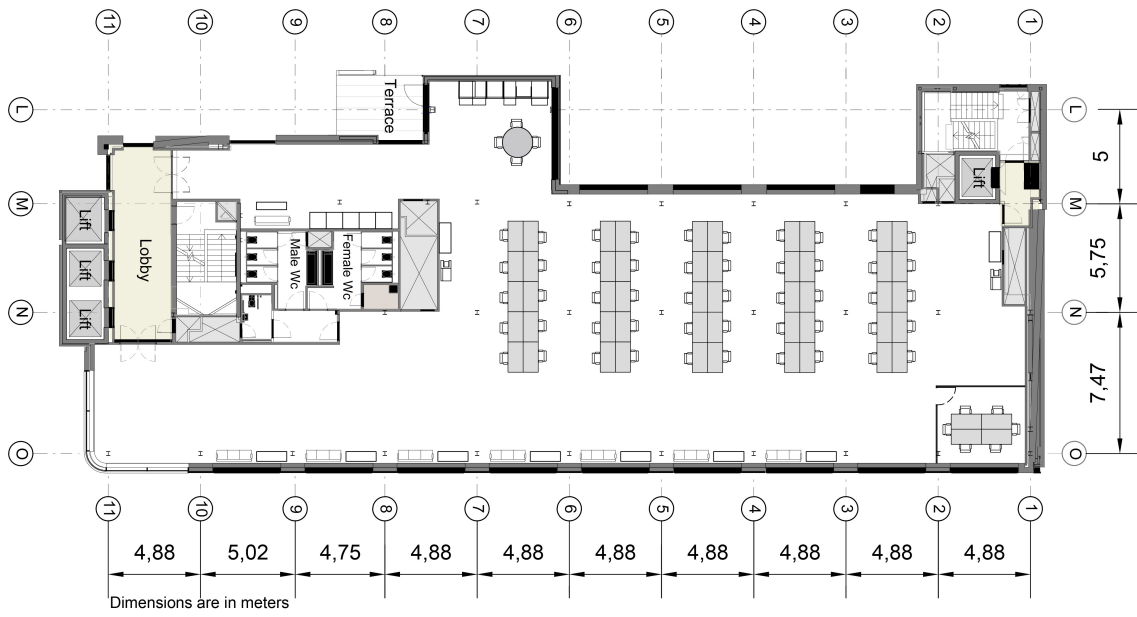 11 10 9 8 7 6 5 4 3 2 1
Terrace
L L
Lift
5
M M
Lift
Lobby
Male Wc
Female Wc
Lift
5,75
Lift
N N
7,47
O O
11 10 9 8 7 6 5 4 3 2 1
4,88 5,02 4,75 4,88 4,88 4,88 4,88 4,88 4,88 4,88
Dimensions are in meters